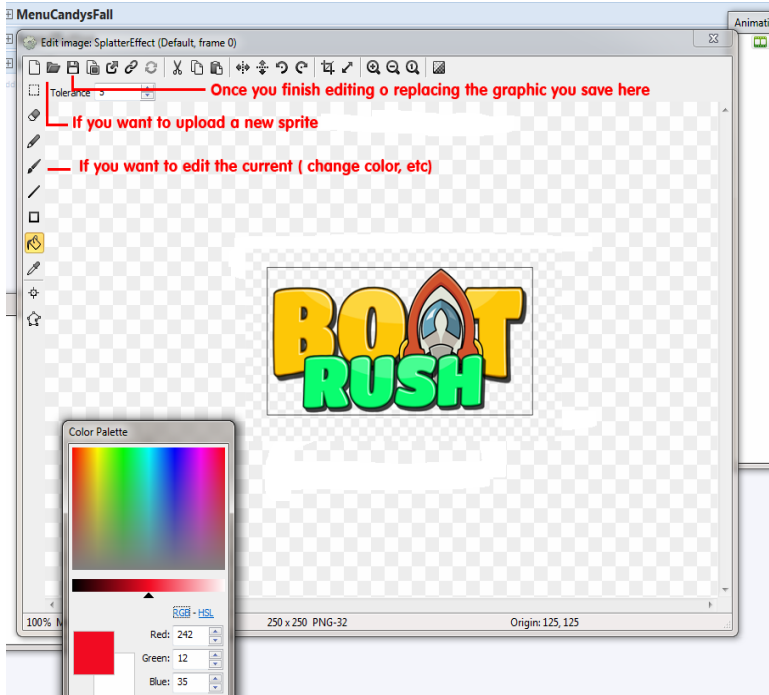 MenuCandysFall
Edit image: SplatterEffect (Default, frame 0)
Animati
Tolerance 5
Once you finish editing o replacing the graphic you save here
If you want to upload a new sprite
If you want to edit the current ( change color, etc)
BOAT
RUSH
Color Palette
RGB - HSL
Red: 242
Green: 12
Blue: 35
100% M
250 x 250 PNG-32
Origin: 125, 125